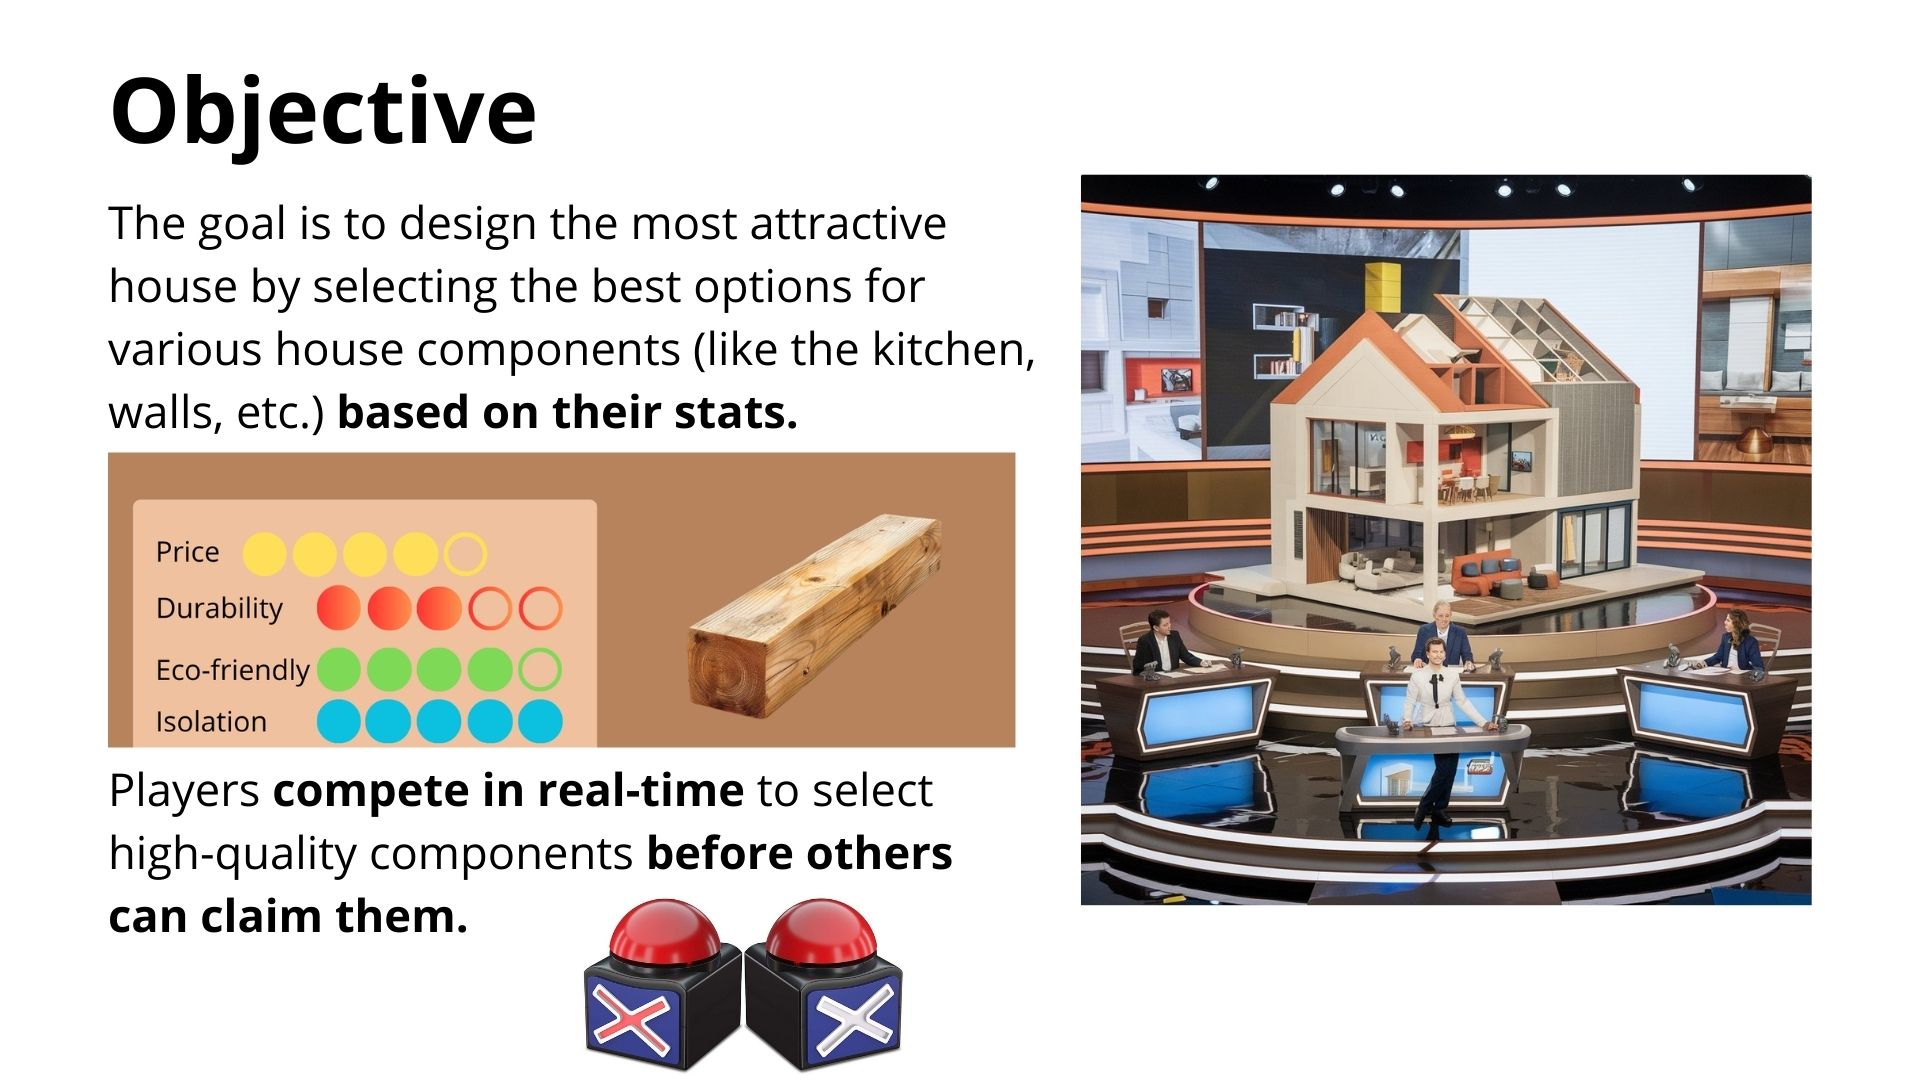 Objective
The goal is to design the most attractive
house by selecting the best options for
various house components (like the kitchen,
walls, etc.) based on their stats.
Price
Durability
Eco-friendly
Isolation
Players compete in real-time to select
high-quality components before others
can claim them.